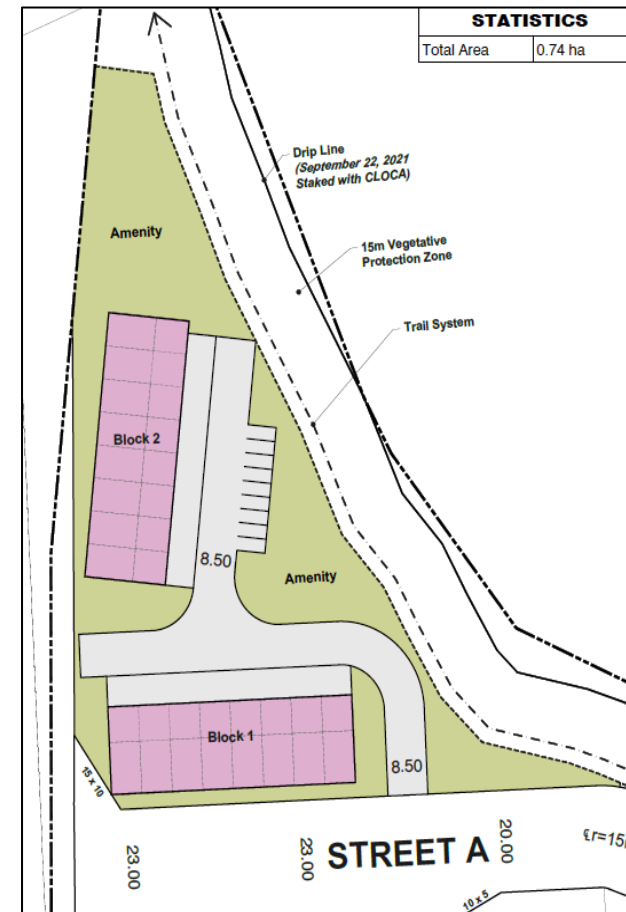 STATISTICS
Total Area 0.74 ha
Drip Line
(September 22, 2021
Staked with CLOCA)
Amenity
15m Vegetative
Protection Zone
Trail System
Block 2
8.50
Amenity
Block 1
8.50
15 x 10
23.00
23.00
STREET A
20.00
10 x 5